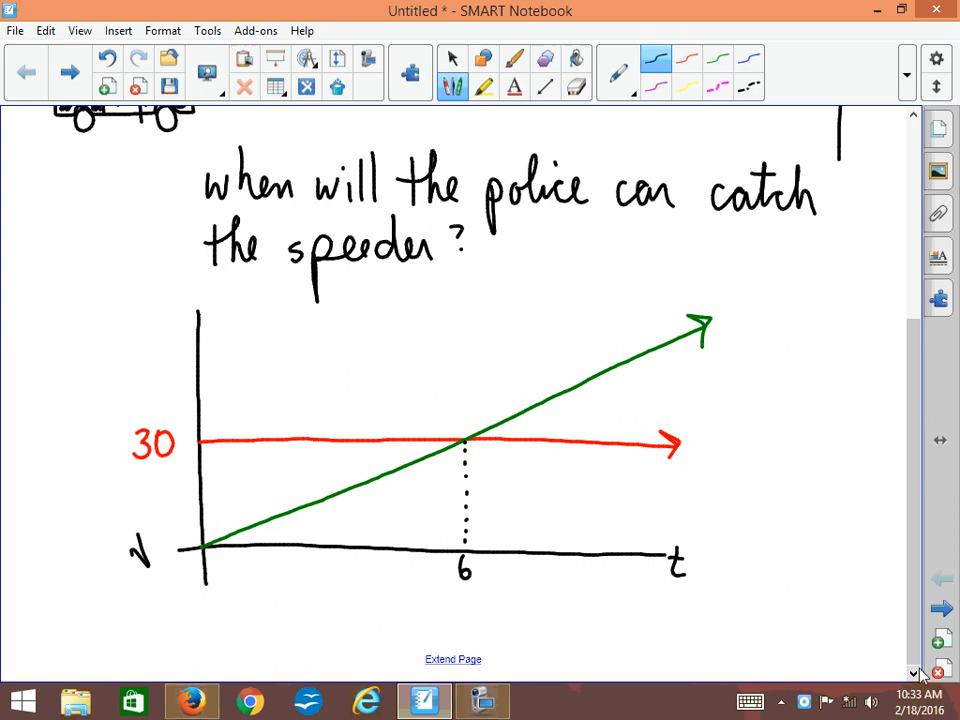 Untitled * - SMART Notebook
File Edit View Insert Format Tools Add-ons Help
when will the police can catch
the speeder?
30
v
6
t
Extend Page
10:33 AM
2/18/2016